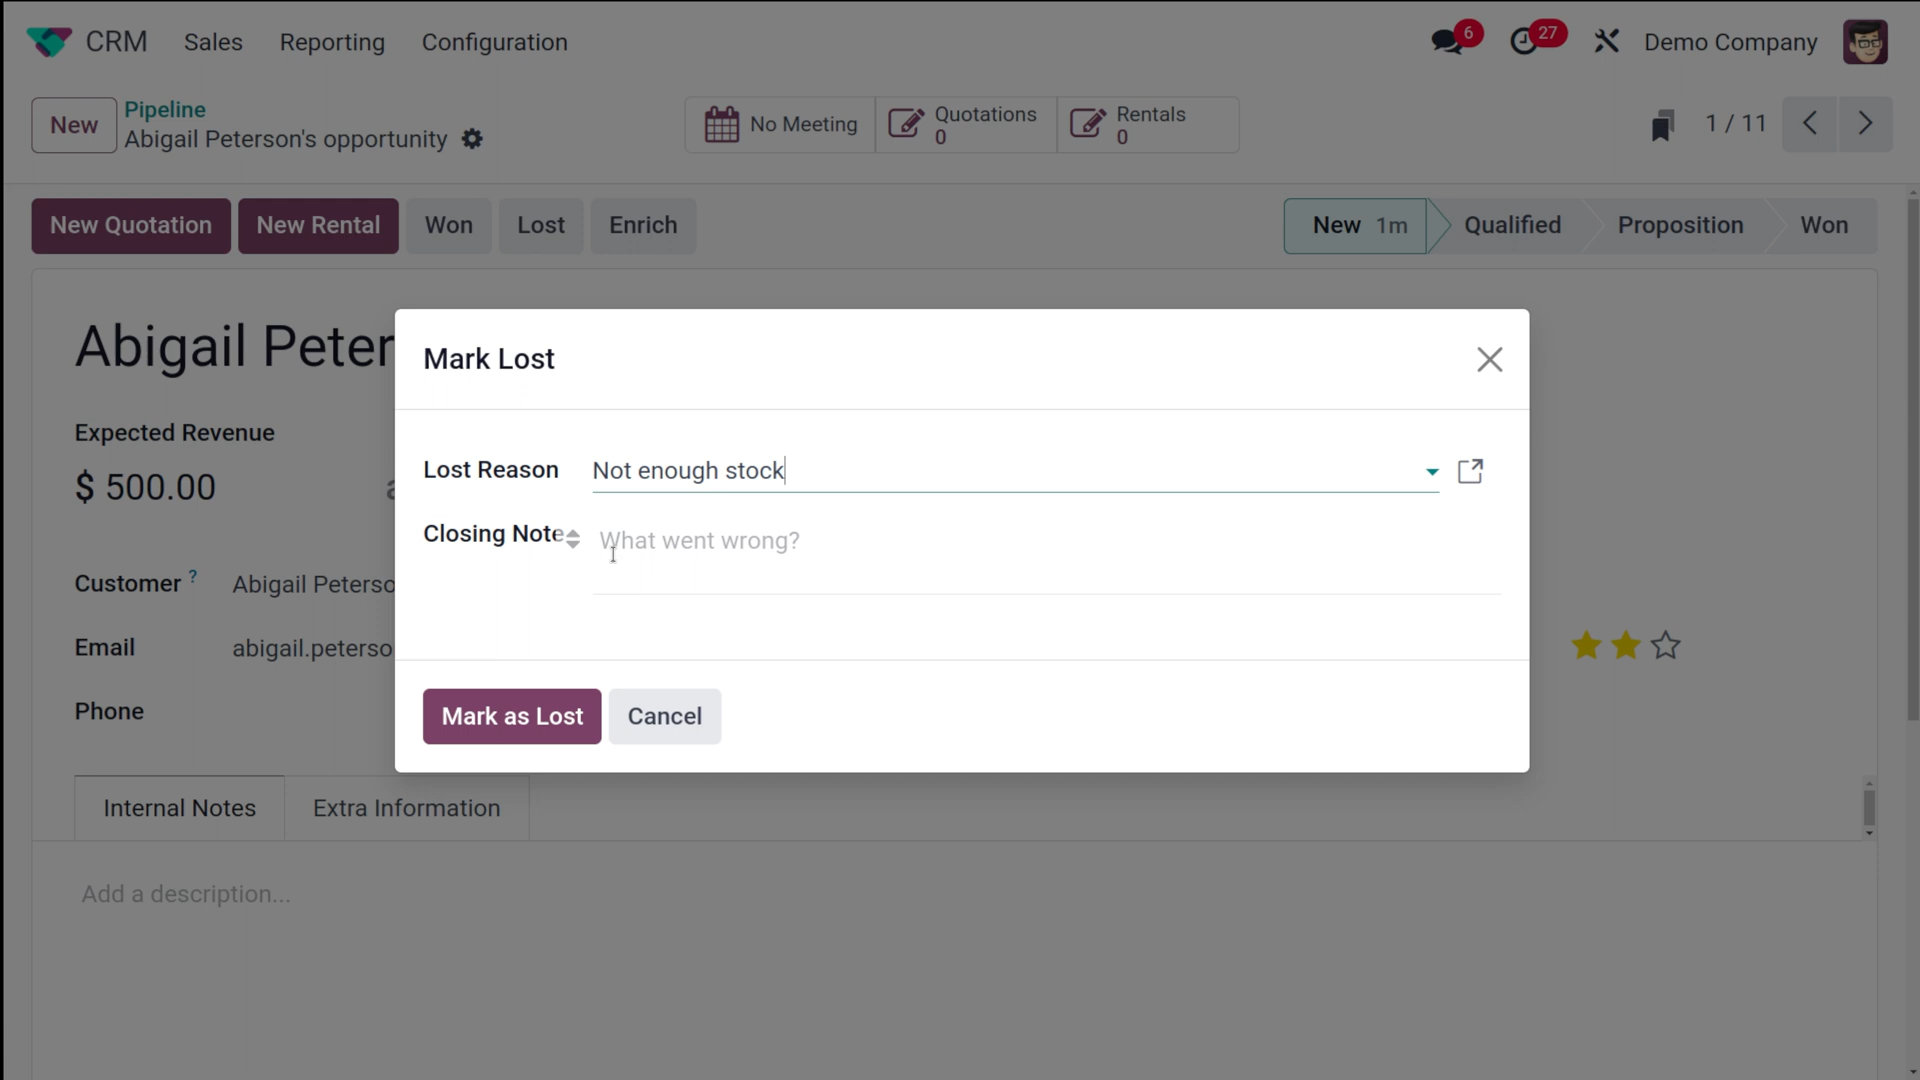 CRM Sales Reporting Configuration 6 27 Demo Company
New Pipeline
Abigail Peterson's opportunity
No Meeting
Quotations
0
Rentals
0
1 / 11
New Quotation New Rental Won Lost Enrich New 1m Qualified Proposition Won
Abigail Peter
Mark Lost
Expected Revenue
$ 500.00
Lost Reason Not enough stock
Closing Note What went wrong?
Customer ? Abigail Peterso
Email abigail.peterso
Phone
Mark as Lost Cancel
Internal Notes Extra Information
Add a description...